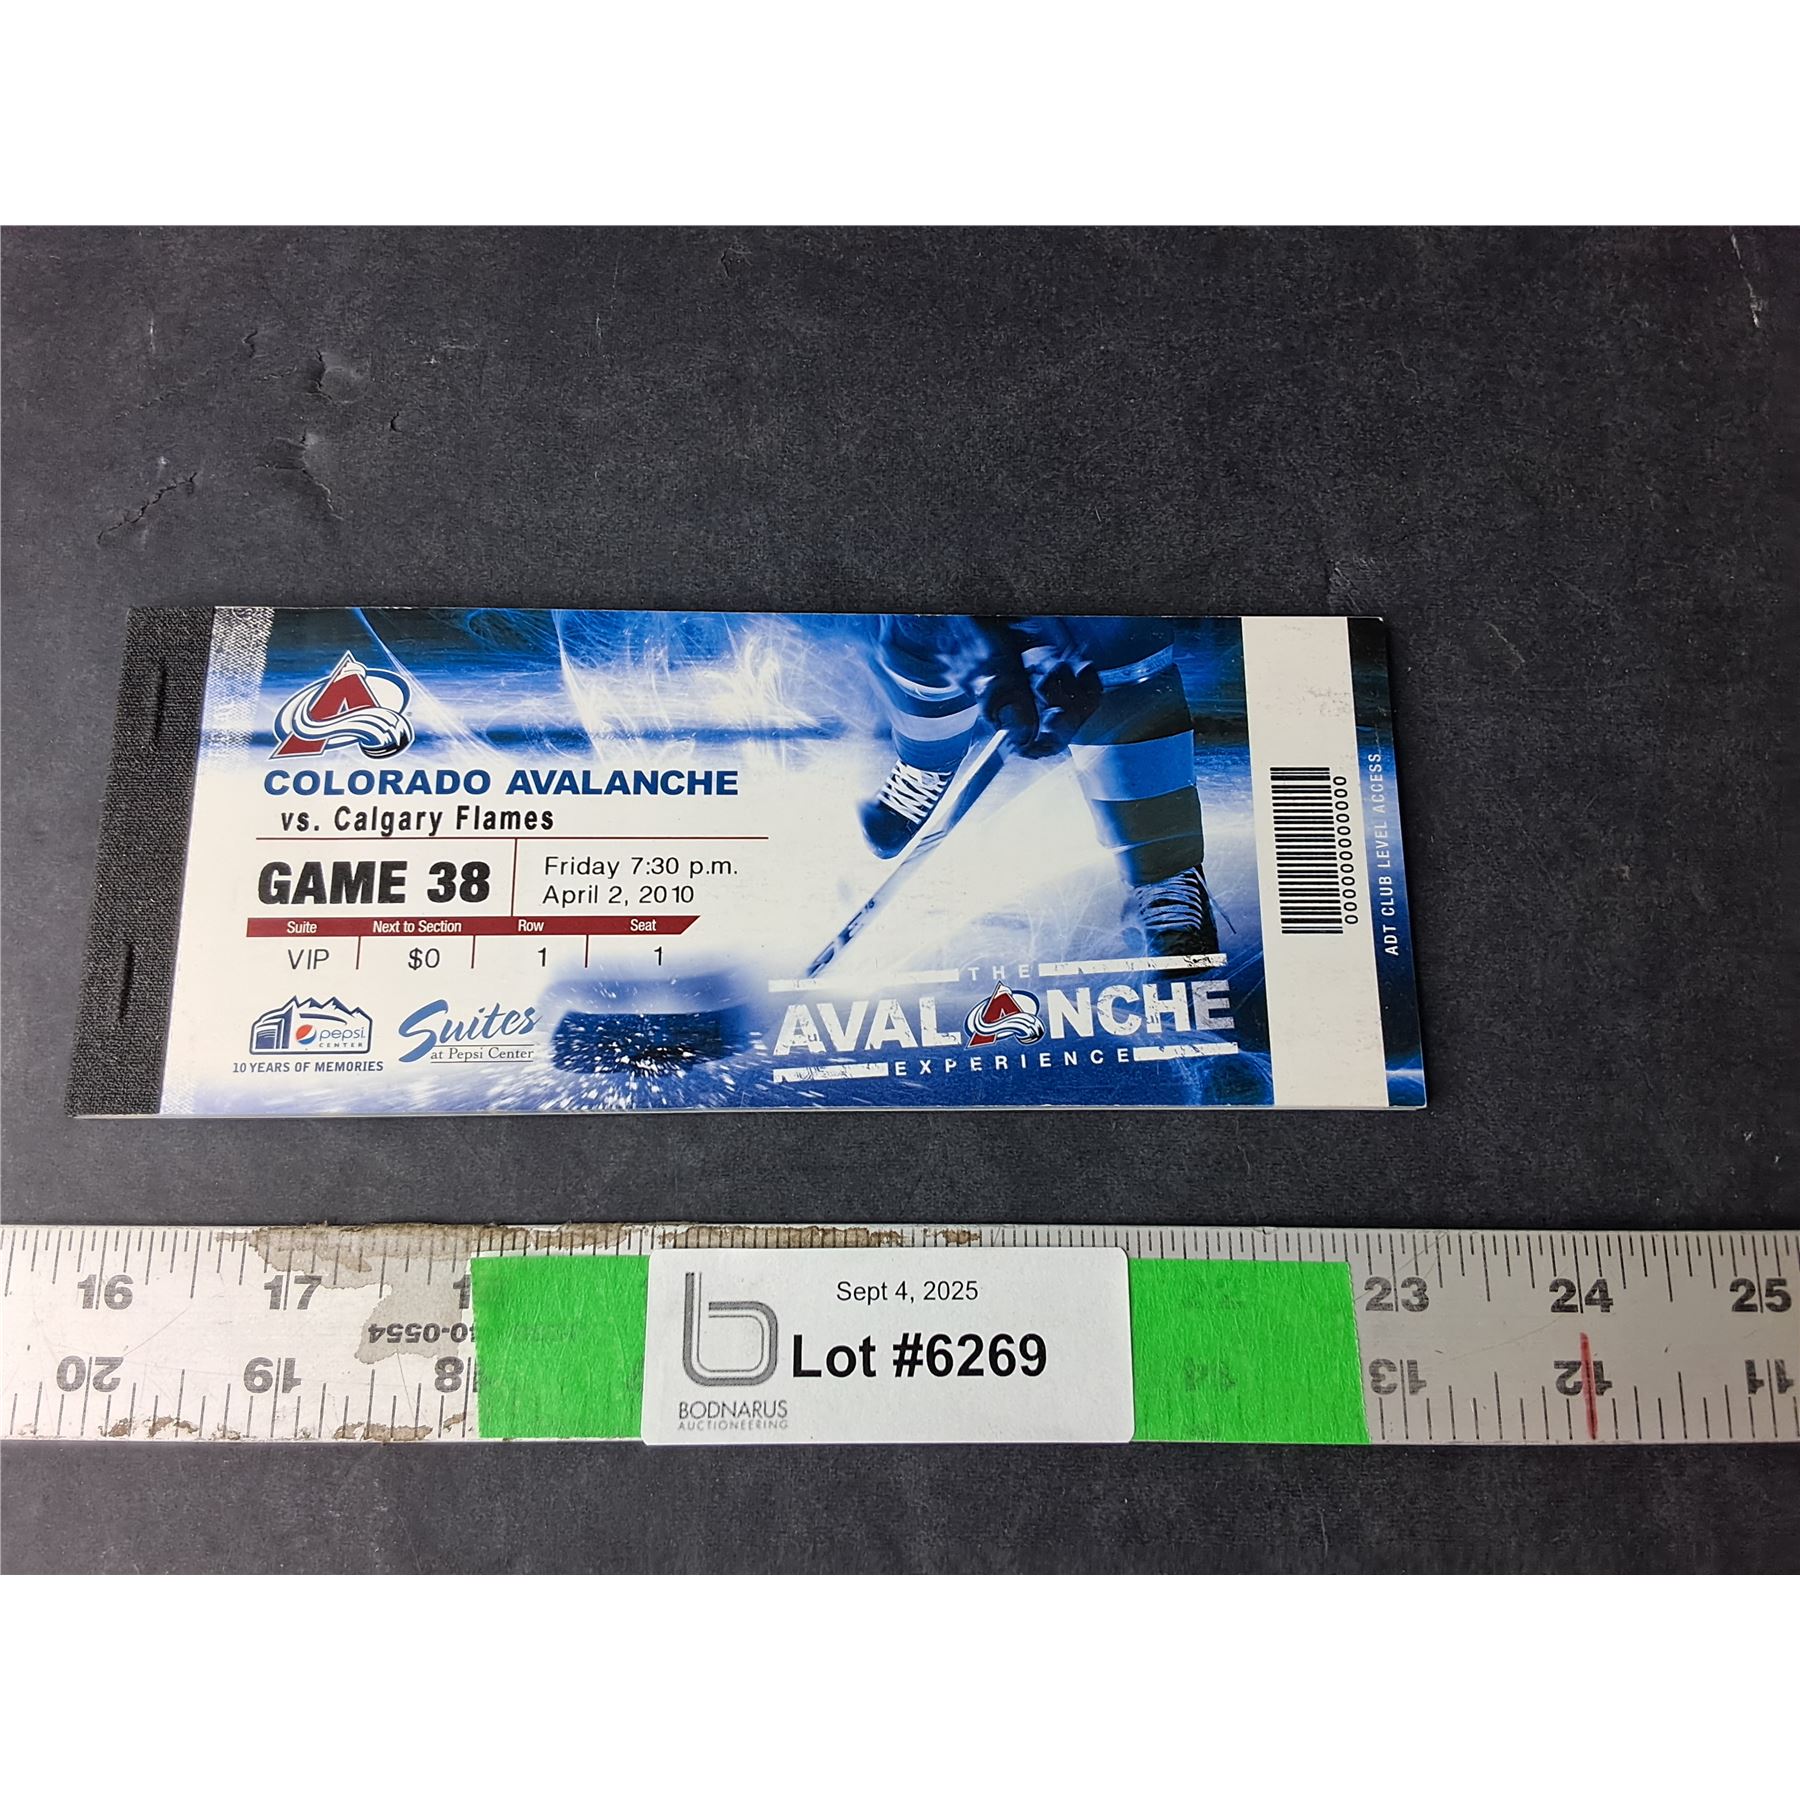 COLORADO AVALANCHE
vs. Calgary Flames
GAME 38
Friday 7:30 p.m.
April 2, 2010
Suite Next to Section Row Seat
VIP $0 1 1
pepsi
CENTER
10 YEARS OF MEMORIES
Suites
at Pepsi Center
THE
AVALANCHE
EXPERIENCE
ADT CLUB LEVEL ACCESS
16 17 1 23 24 25
Sept 4, 2025
Lot #6269
BODNARUS
AUCTIONEERING
20 19 18 14 13 12 11